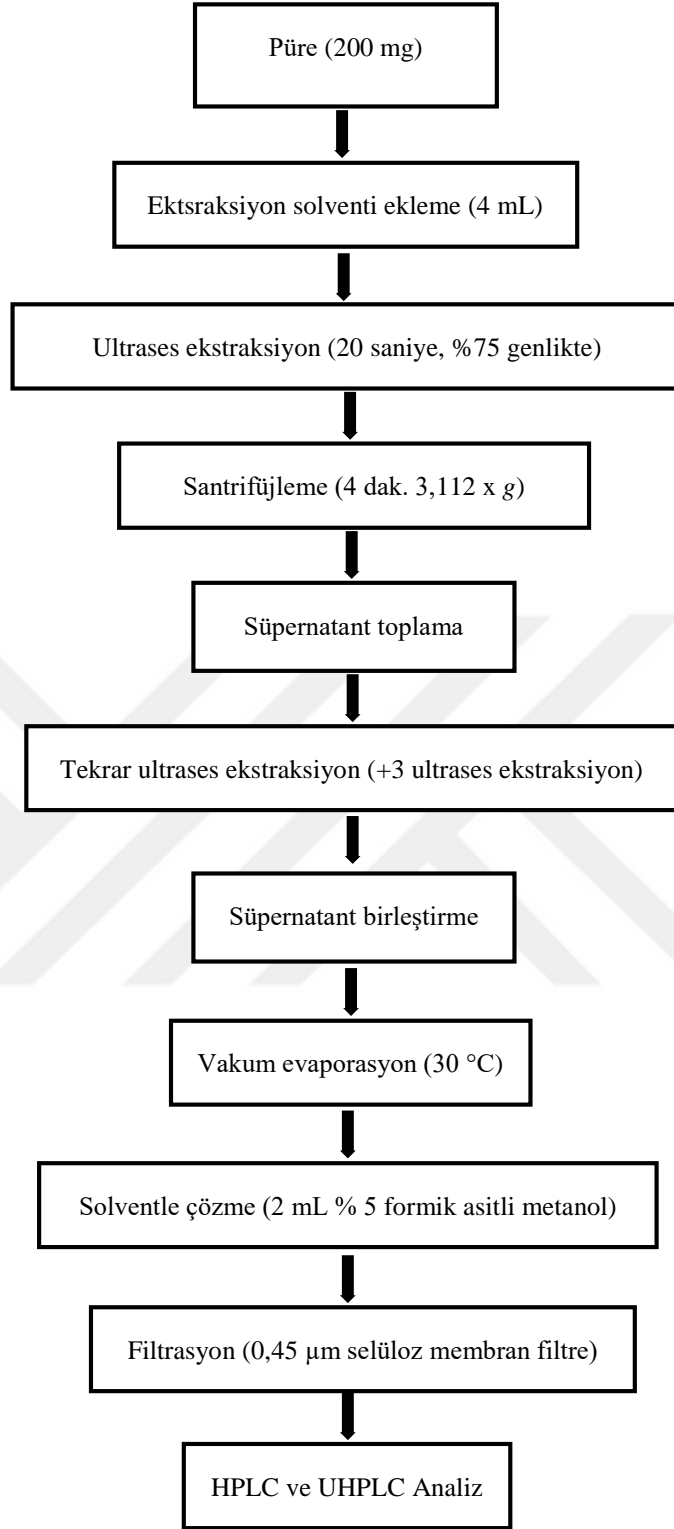 Püre (200 mg)
Ektsraksiyon solventi ekleme (4 mL)
Ultrases ekstraksiyon (20 saniye, %75 genlikte)
Santrifüjleme (4 dak. 3,112 x g)
Süpernatant toplama
Tekrar ultrases ekstraksiyon (+3 ultrases ekstraksiyon)
Süpernatant birleştirme
Vakum evaporasyon (30 °C)
Solventle çözme (2 mL % 5 formik asitli metanol)
Filtrasyon (0,45 µm selüloz membran filtre)
HPLC ve UHPLC Analiz